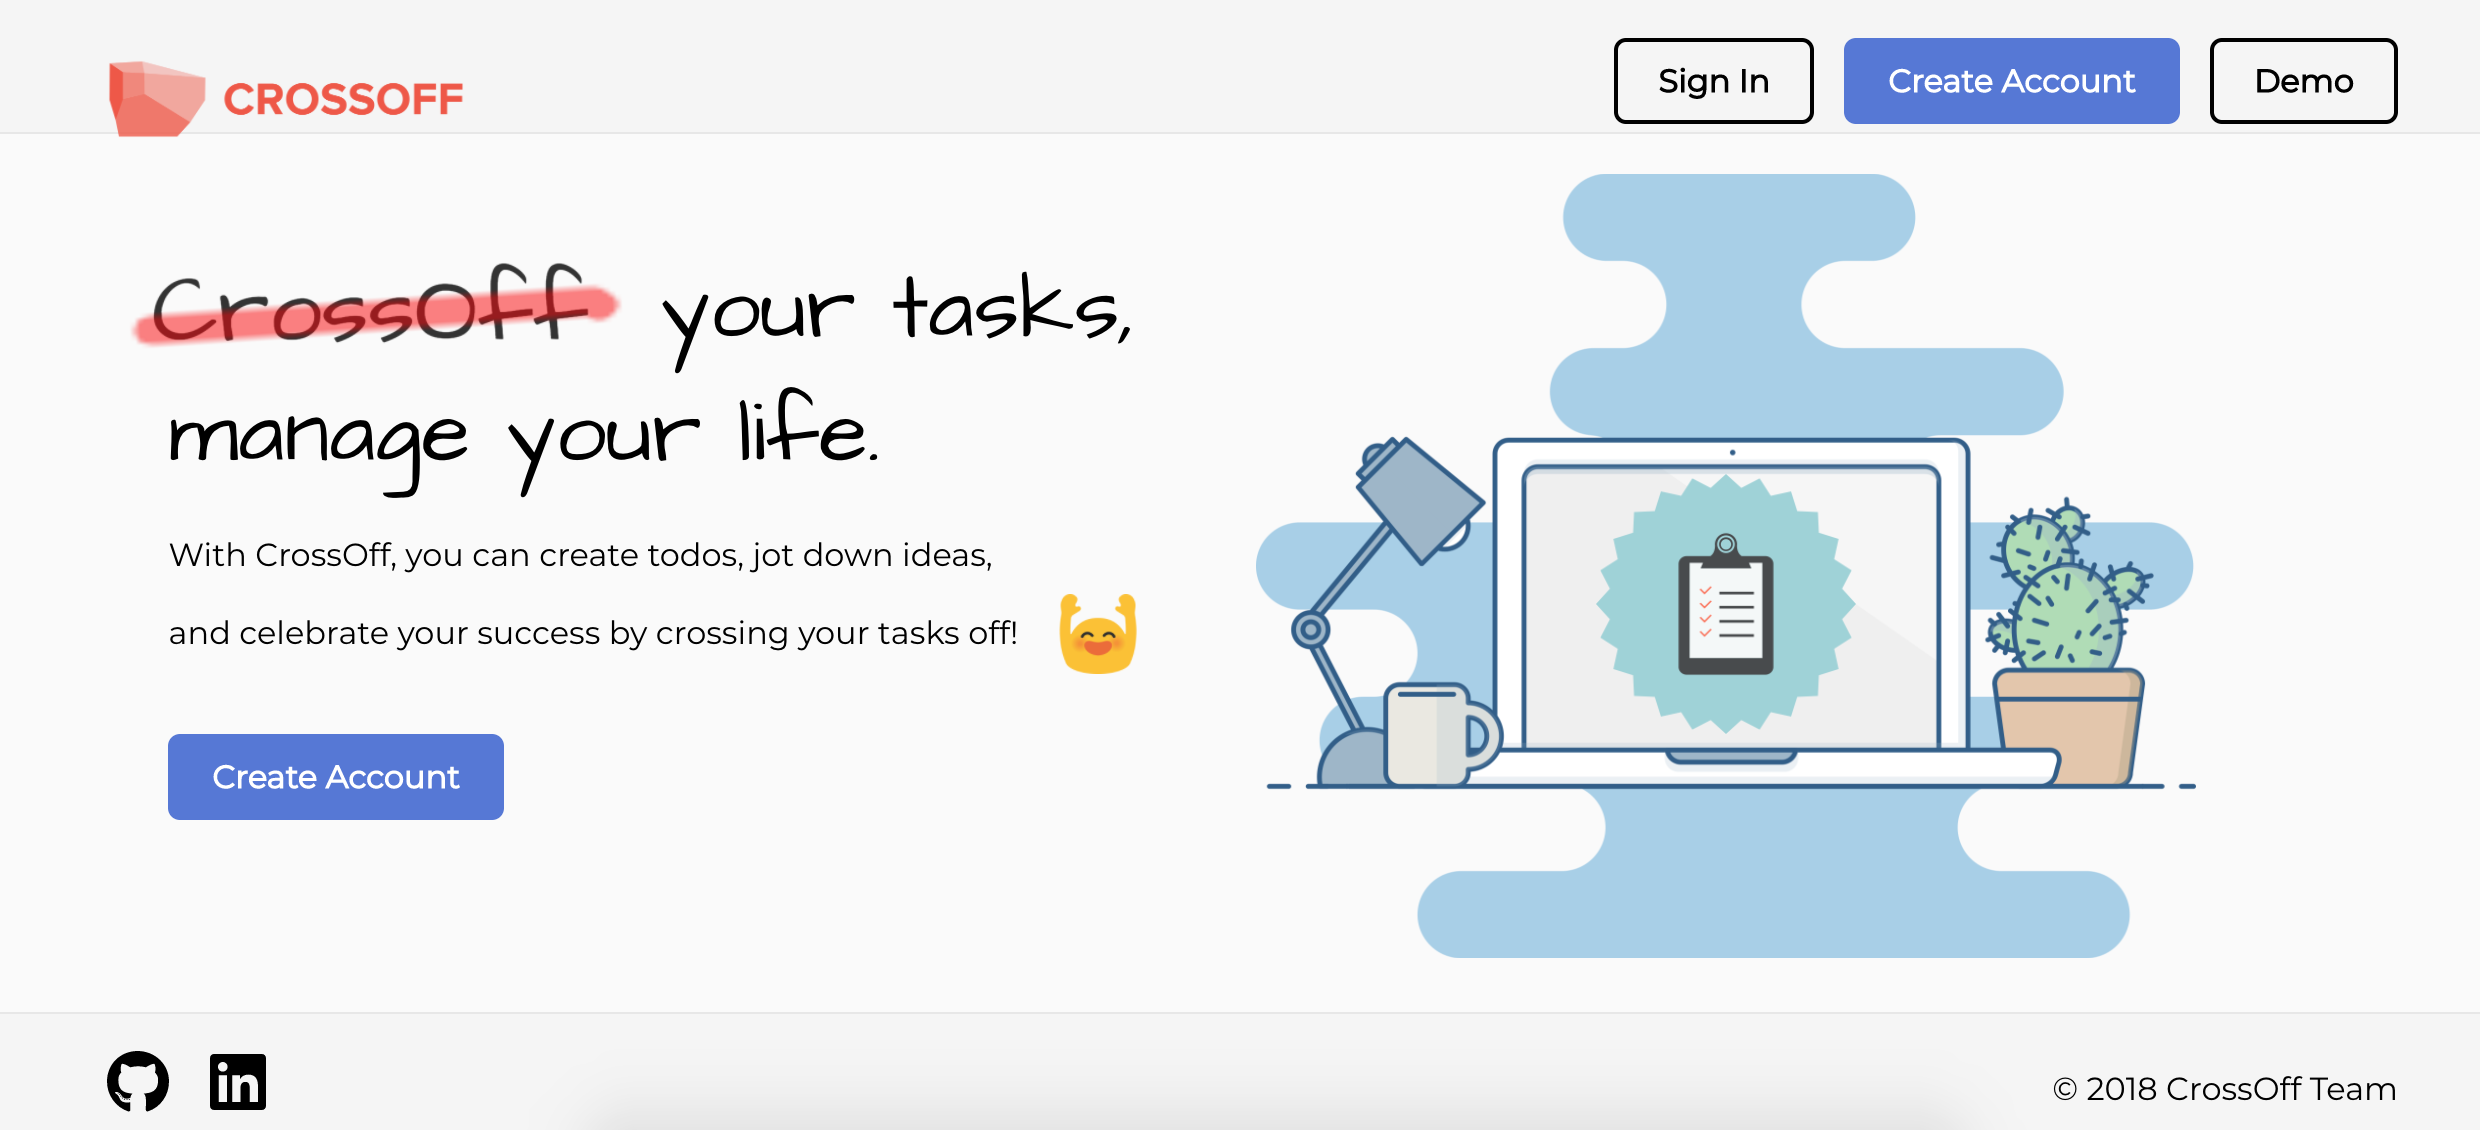 CROSSOFF
Sign In
Create Account
Demo
CrossOff your tasks,
manage your life.
With CrossOff, you can create todos, jot down ideas,
and celebrate your success by crossing your tasks off!
Create Account
in
© 2018 CrossOff Team